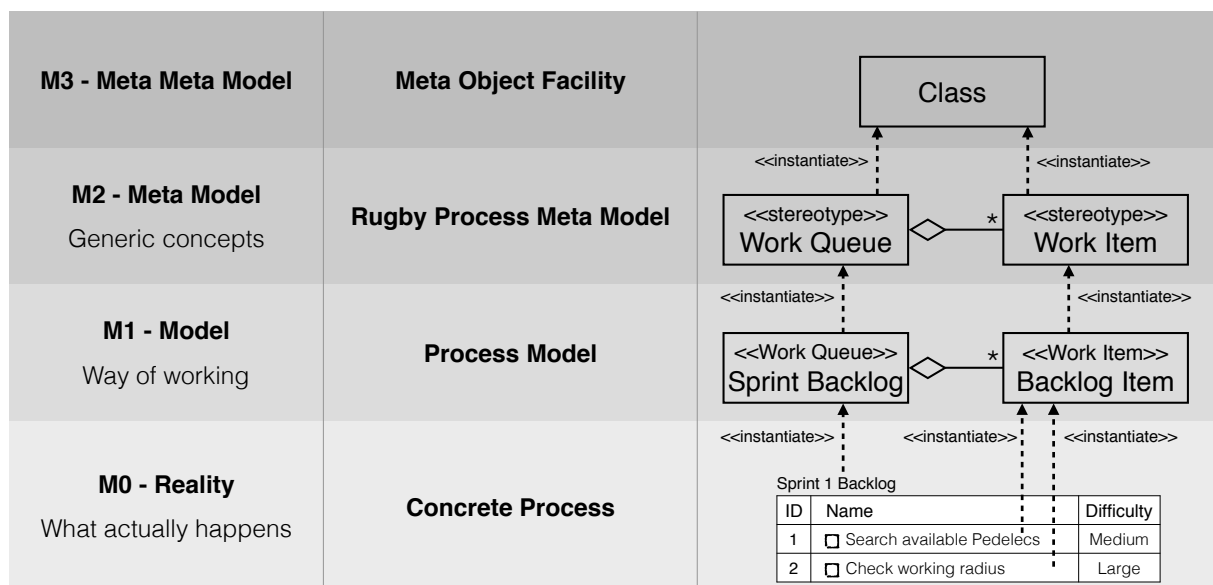 M3 - Meta Meta Model
Meta Object Facility
Class
<<instantiate>>
<<instantiate>>
M2 - Meta Model
Generic concepts
Rugby Process Meta Model
<<stereotype>>
Work Queue
*
<<stereotype>>
Work Item
<<instantiate>>
<<instantiate>>
M1 - Model
Way of working
Process Model
<<Work Queue>>
Sprint Backlog
*
<<Work Item>>
Backlog Item
<<instantiate>>
<<instantiate>>
<<instantiate>>
M0 - Reality
What actually happens
Concrete Process
Sprint 1 Backlog
ID Name Difficulty
1 Search available Pedelecs Medium
2 Check working radius Large